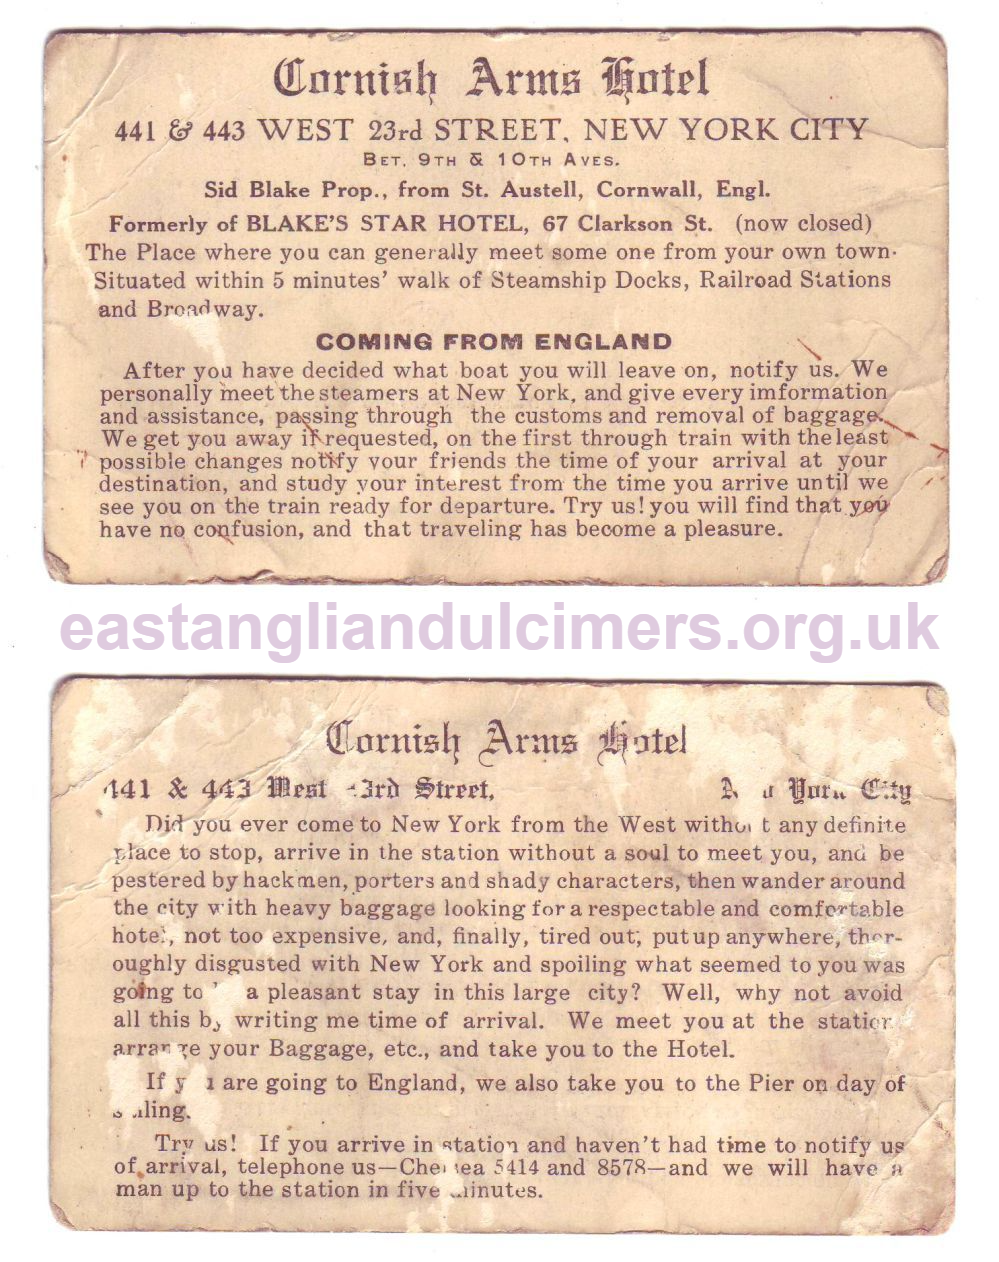 Cornish Arms Hotel
441 & 443 WEST 23rd STREET, NEW YORK CITY
BET. 9TH & 10TH AVES.
Sid Blake Prop., from St. Austell, Cornwall, Engl.
Formerly of BLAKE'S STAR HOTEL, 67 Clarkson St. (now closed)
The Place where you can generally meet some one from your own town.
Situated within 5 minutes' walk of Steamship Docks, Railroad Stations
and Broadway.
COMING FROM ENGLAND
After you have decided what boat you will leave on, notify us. We
personally meet the steamers at New York, and give every imformation
and assistance, passing through the customs and removal of baggage.
We get you away if requested, on the first through train with the least
possible changes notify your friends the time of your arrival at your
destination, and study your interest from the time you arrive until we
see you on the train ready for departure. Try us! you will find that you
have no confusion, and that traveling has become a pleasure.
eastangliandulcimers.org.uk
Cornish Arms Hotel
441 & 443 West 23rd Street, New York City
Did you ever come to New York from the West without any definite
place to stop, arrive in the station without a soul to meet you, and be
pestered by hackmen, porters and shady characters, then wander around
the city with heavy baggage looking for a respectable and comfortable
hotel, not too expensive, and, finally, tired out, put up anywhere, thor-
oughly disgusted with New York and spoiling what seemed to you was
going to a pleasant stay in this large city? Well, why not avoid
all this by writing me time of arrival. We meet you at the station
arrange your Baggage, etc., and take you to the Hotel.
If you are going to England, we also take you to the Pier on day of
sailing.
Try us! If you arrive in station and haven't had time to notify us
of arrival, telephone us—Chelsea 5414 and 8578—and we will have a
man up to the station in five minutes.